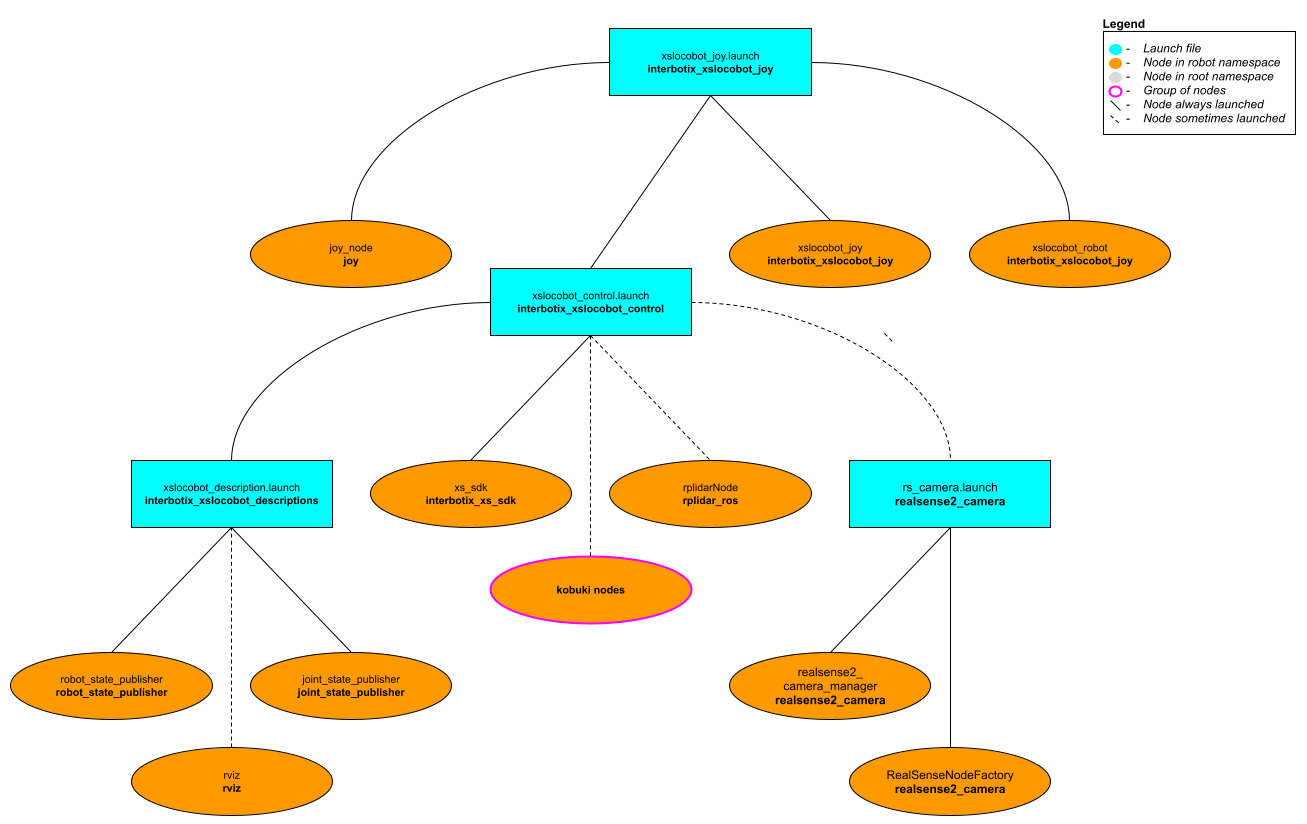 Legend
- Launch file
- Node in robot namespace
- Node in root namespace
- Group of nodes
- Node always launched
- Node sometimes launched
xslocobot_joy.launch
interbotix_xslocobot_joy
joy_node
joy
xslocobot_joy
interbotix_xslocobot_joy
xslocobot_robot
interbotix_xslocobot_joy
xslocobot_control.launch
interbotix_xslocobot_control
xslocobot_description.launch
interbotix_xslocobot_descriptions
xs_sdk
interbotix_xs_sdk
rplidarNode
rplidar_ros
rs_camera.launch
realsense2_camera
kobuki nodes
robot_state_publisher
robot_state_publisher
joint_state_publisher
joint_state_publisher
realsense2_
camera_manager
realsense2_camera
rviz
rviz
RealSenseNodeFactory
realsense2_camera